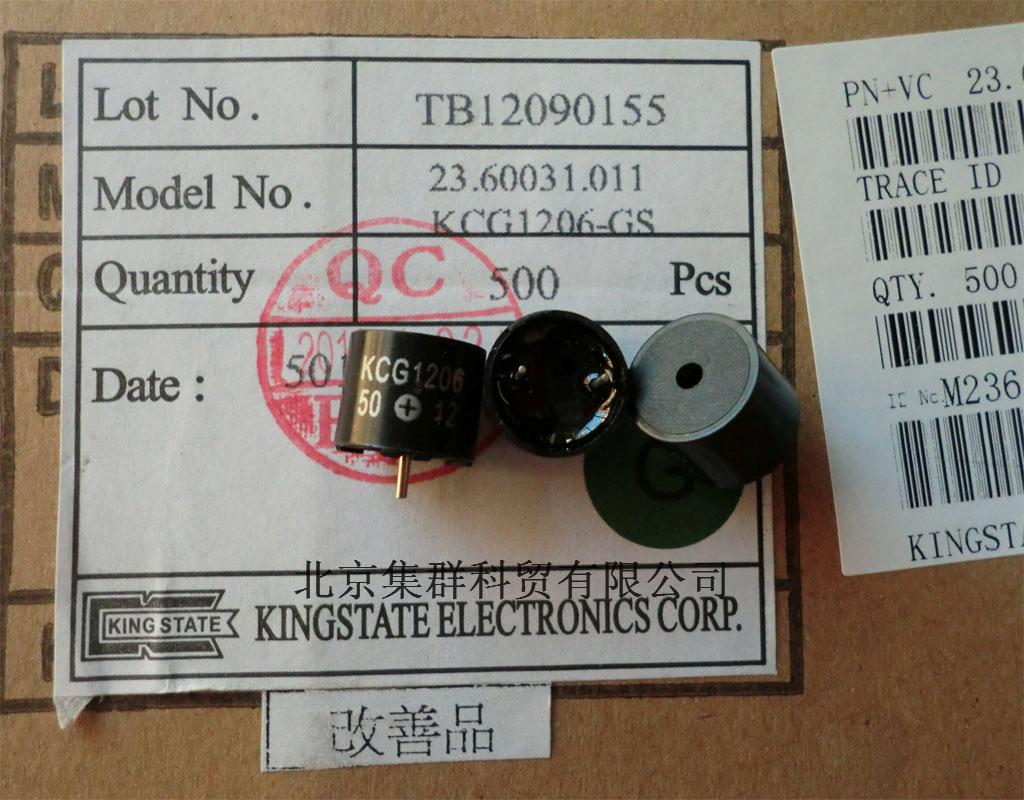 Lot No.
TB12090155
Model No.
23.60031.011
KCG1206-GS
Quantity
500
Pcs
QC
Date :
KCG1206
50 + 12
G
北京集群科贸有限公司
KING STATE
KINGSTATE ELECTRONICS CORP.
改善品
PN+VC 23.
TRACE ID
QTY. 500
ID No. M236
KINGSTA